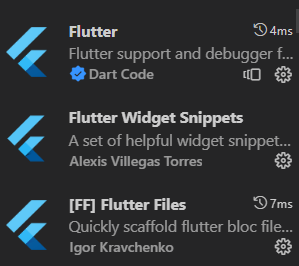 Flutter 4ms
Flutter support and debugger f...
Dart Code
Flutter Widget Snippets
A set of helpful widget snippet...
Alexis Villegas Torres
[FF] Flutter Files 7ms
Quickly scaffold flutter bloc file...
Igor Kravchenko